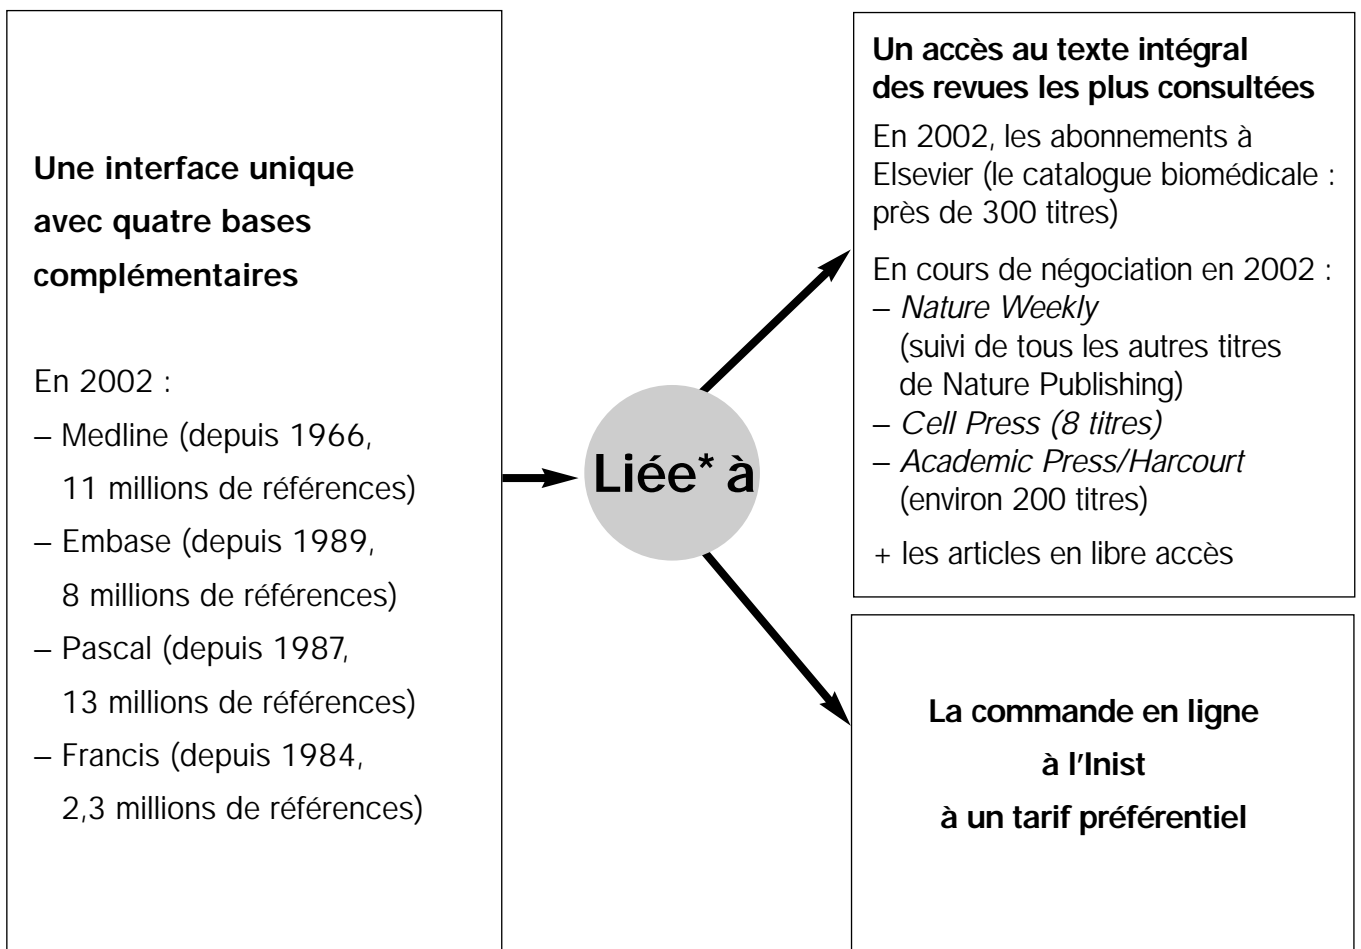 Une interface unique
avec quatre bases
complémentaires
En 2002 :
– Medline (depuis 1966,
11 millions de références)
– Embase (depuis 1989,
8 millions de références)
– Pascal (depuis 1987,
13 millions de références)
– Francis (depuis 1984,
2,3 millions de références)
Liée* à
Un accès au texte intégral
des revues les plus consultées
En 2002, les abonnements à
Elsevier (le catalogue biomédicale :
près de 300 titres)
En cours de négociation en 2002 :
– Nature Weekly
(suivi de tous les autres titres
de Nature Publishing)
– Cell Press (8 titres)
– Academic Press/Harcourt
(environ 200 titres)
+ les articles en libre accès
La commande en ligne
à l'Inist
à un tarif préférentiel